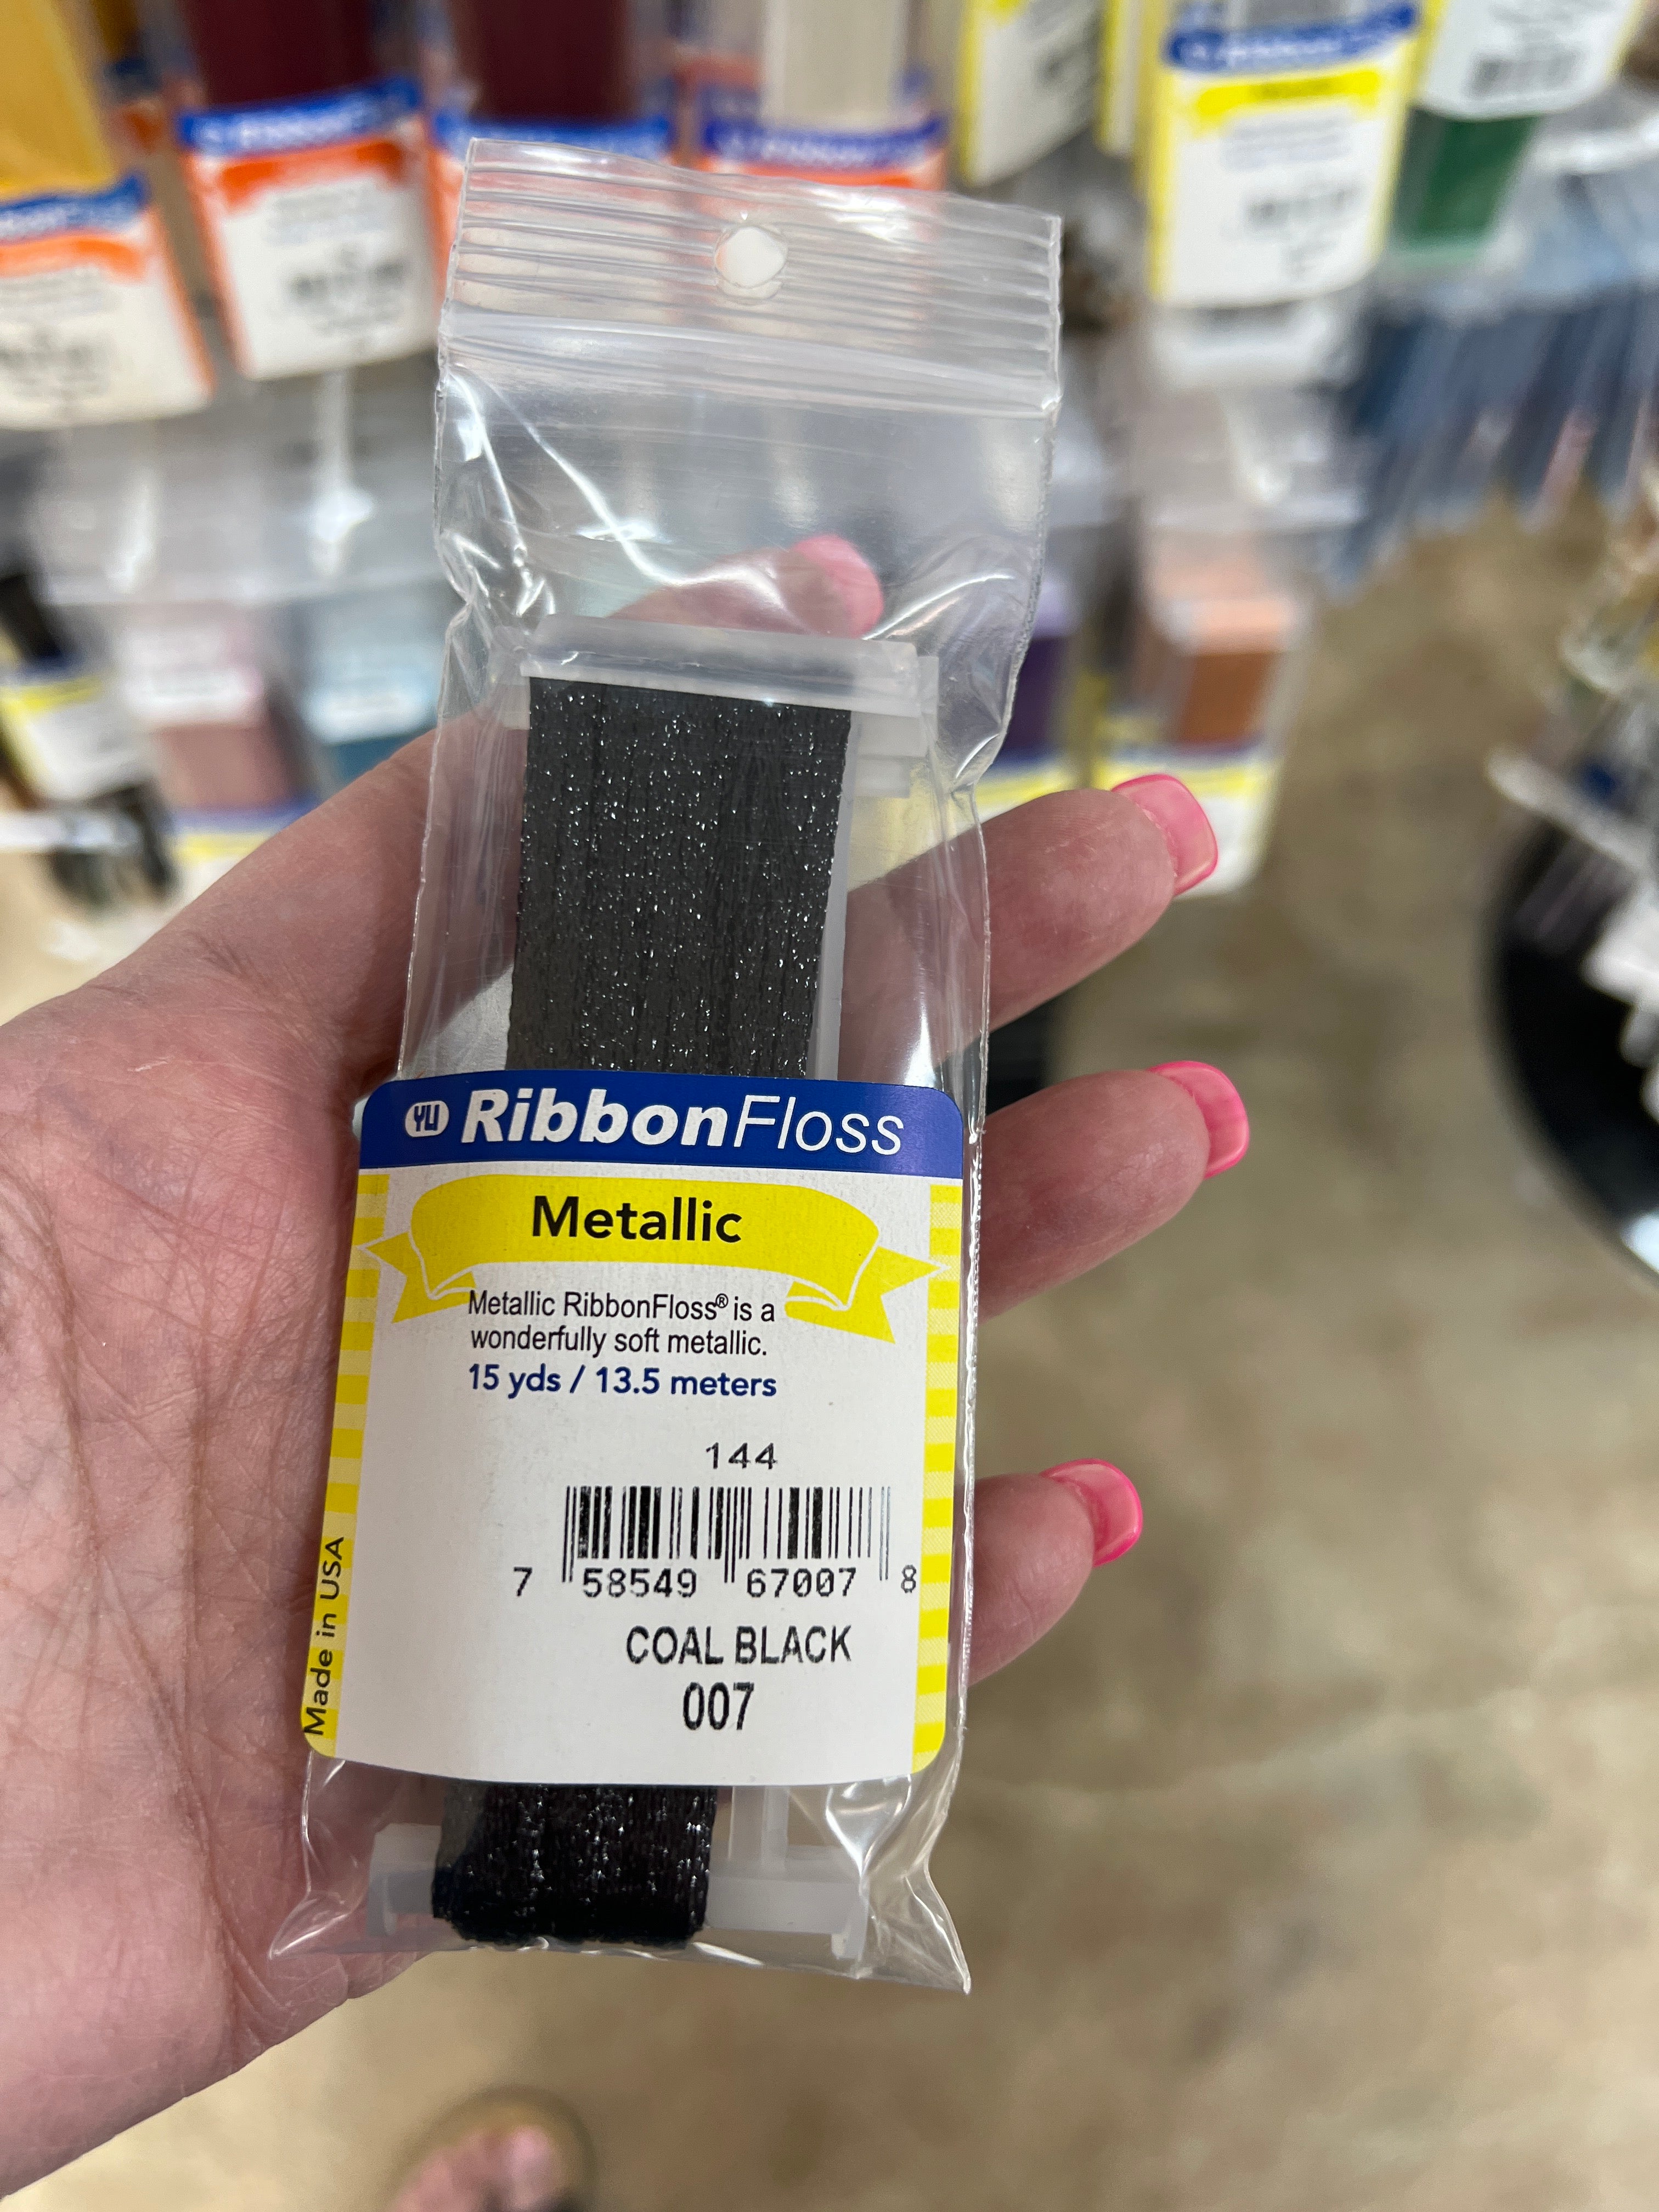 YLI RibbonFloss
Metallic
Metallic RibbonFloss® is a
wonderfully soft metallic.
15 yds / 13.5 meters
144
7 58549 67007 8
COAL BLACK
007
Made in USA
Ribbon